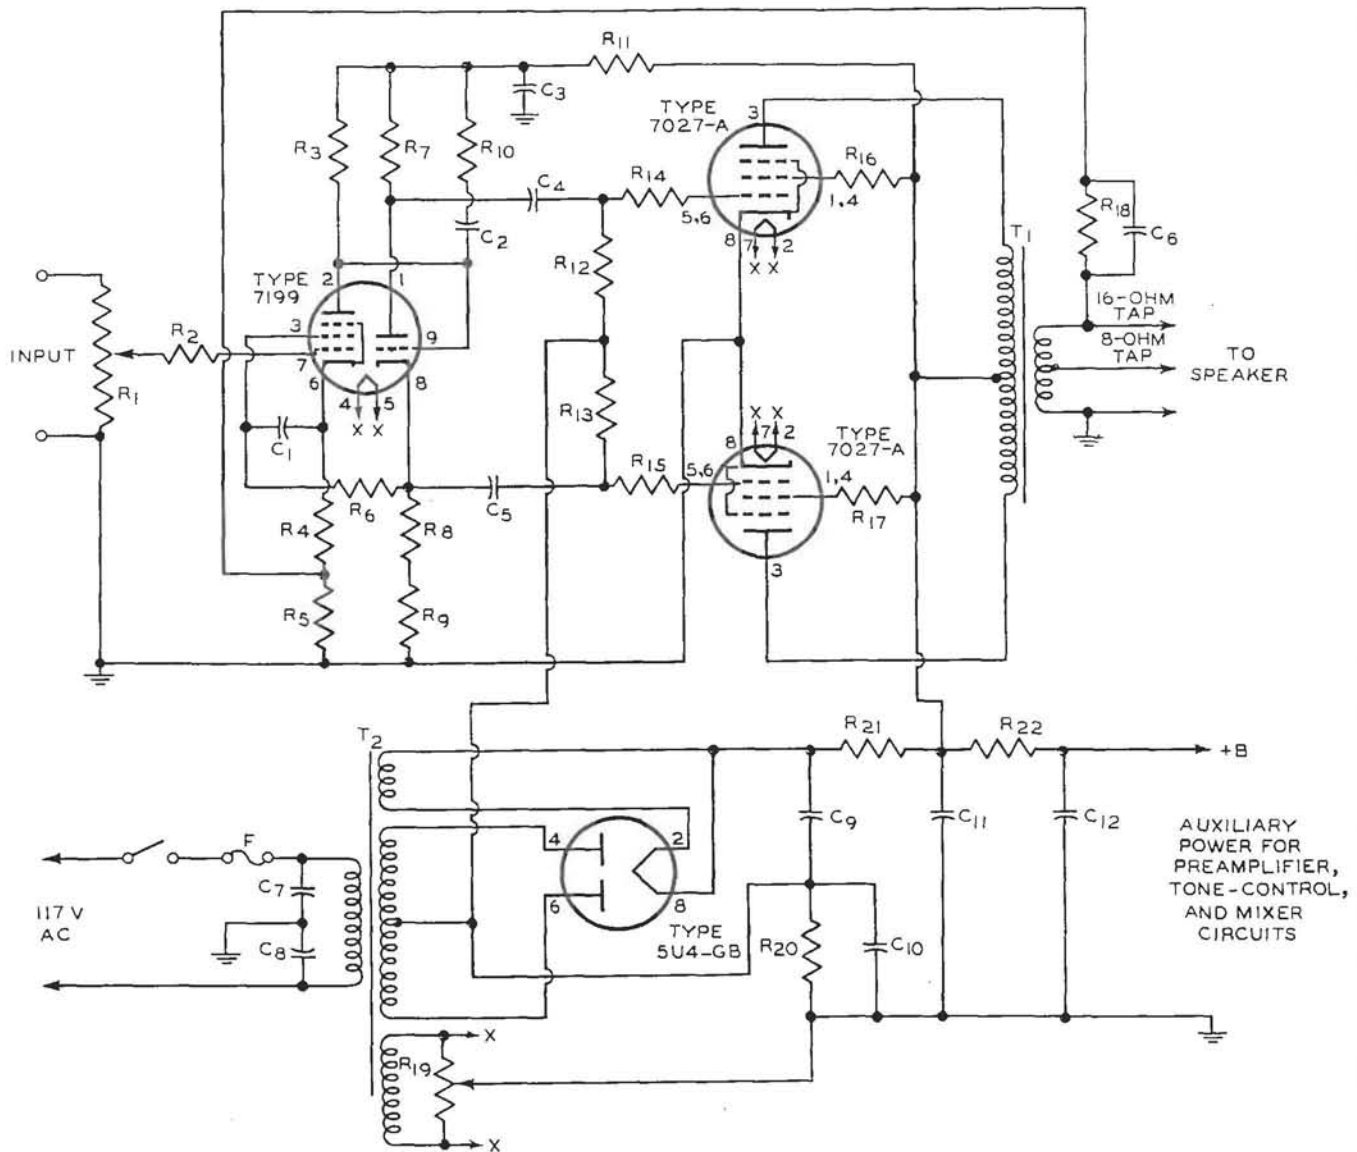 R11
C3
TYPE
7027-A
3
R3
R7
R10
C4
R14
R16
5,6
1,4
R18
C6
C2
8
7
2
X X
T1
TYPE
7199
2
1
R12
16-OHM
TAP
3
9
7
6
8
R2
INPUT
R1
8-OHM
TAP
TO
SPEAKER
4
5
X X
R13
X X
8
7
2
TYPE
7027-A
C1
R15
5,6
1,4
R6
C5
R17
R4
R8
3
R5
R9
T2
R21
R22
+B
C9
C11
C12
4
2
6
8
AUXILIARY
POWER FOR
PREAMPLIFIER,
TONE-CONTROL,
AND MIXER
CIRCUITS
F
C7
117 V
AC
C8
TYPE
5U4-GB
R20
C10
X
R19
X